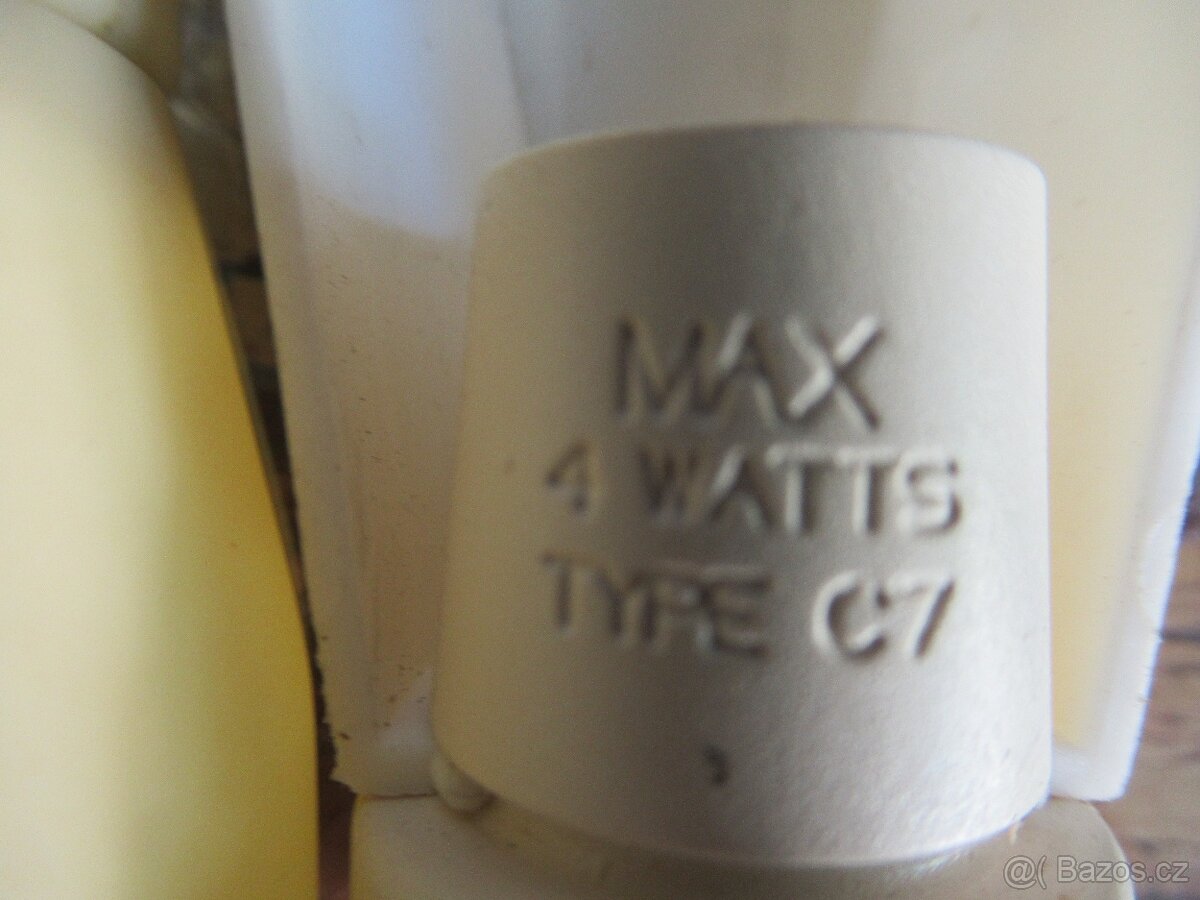 MAX
4 WATTS
TYPE C7
@( Bazos.cz